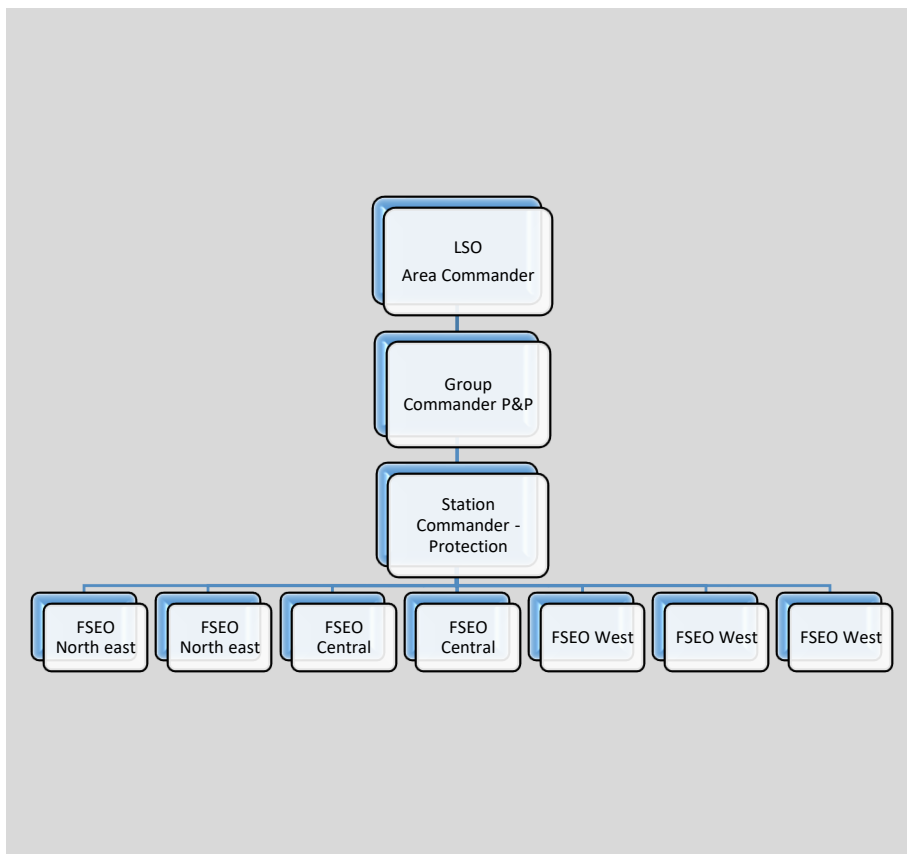 LSO
Area Commander
Group
Commander P&P
Station
Commander -
Protection
FSEO
North east
FSEO
North east
FSEO
Central
FSEO
Central
FSEO West
FSEO West
FSEO West